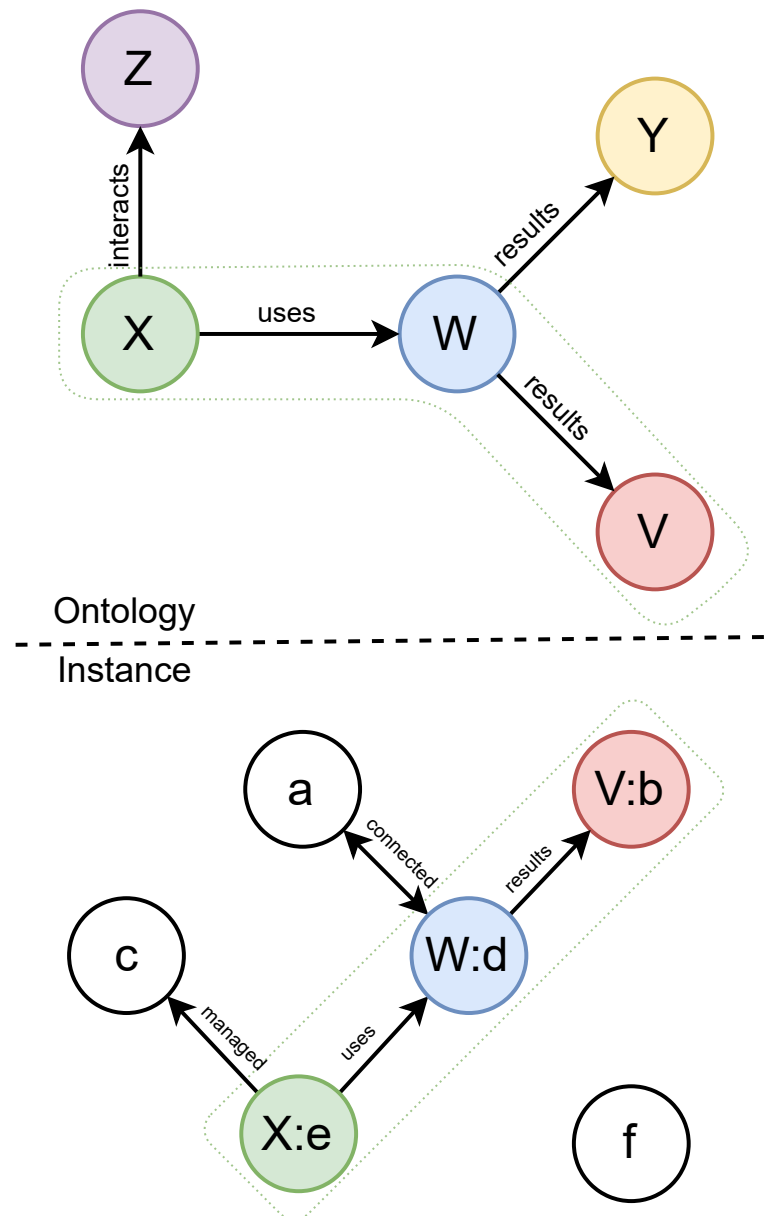 Z
Y
interacts
results
X
uses
W
results
V
Ontology
Instance
a
V:b
connected
results
c
W:d
managed
uses
X:e
f